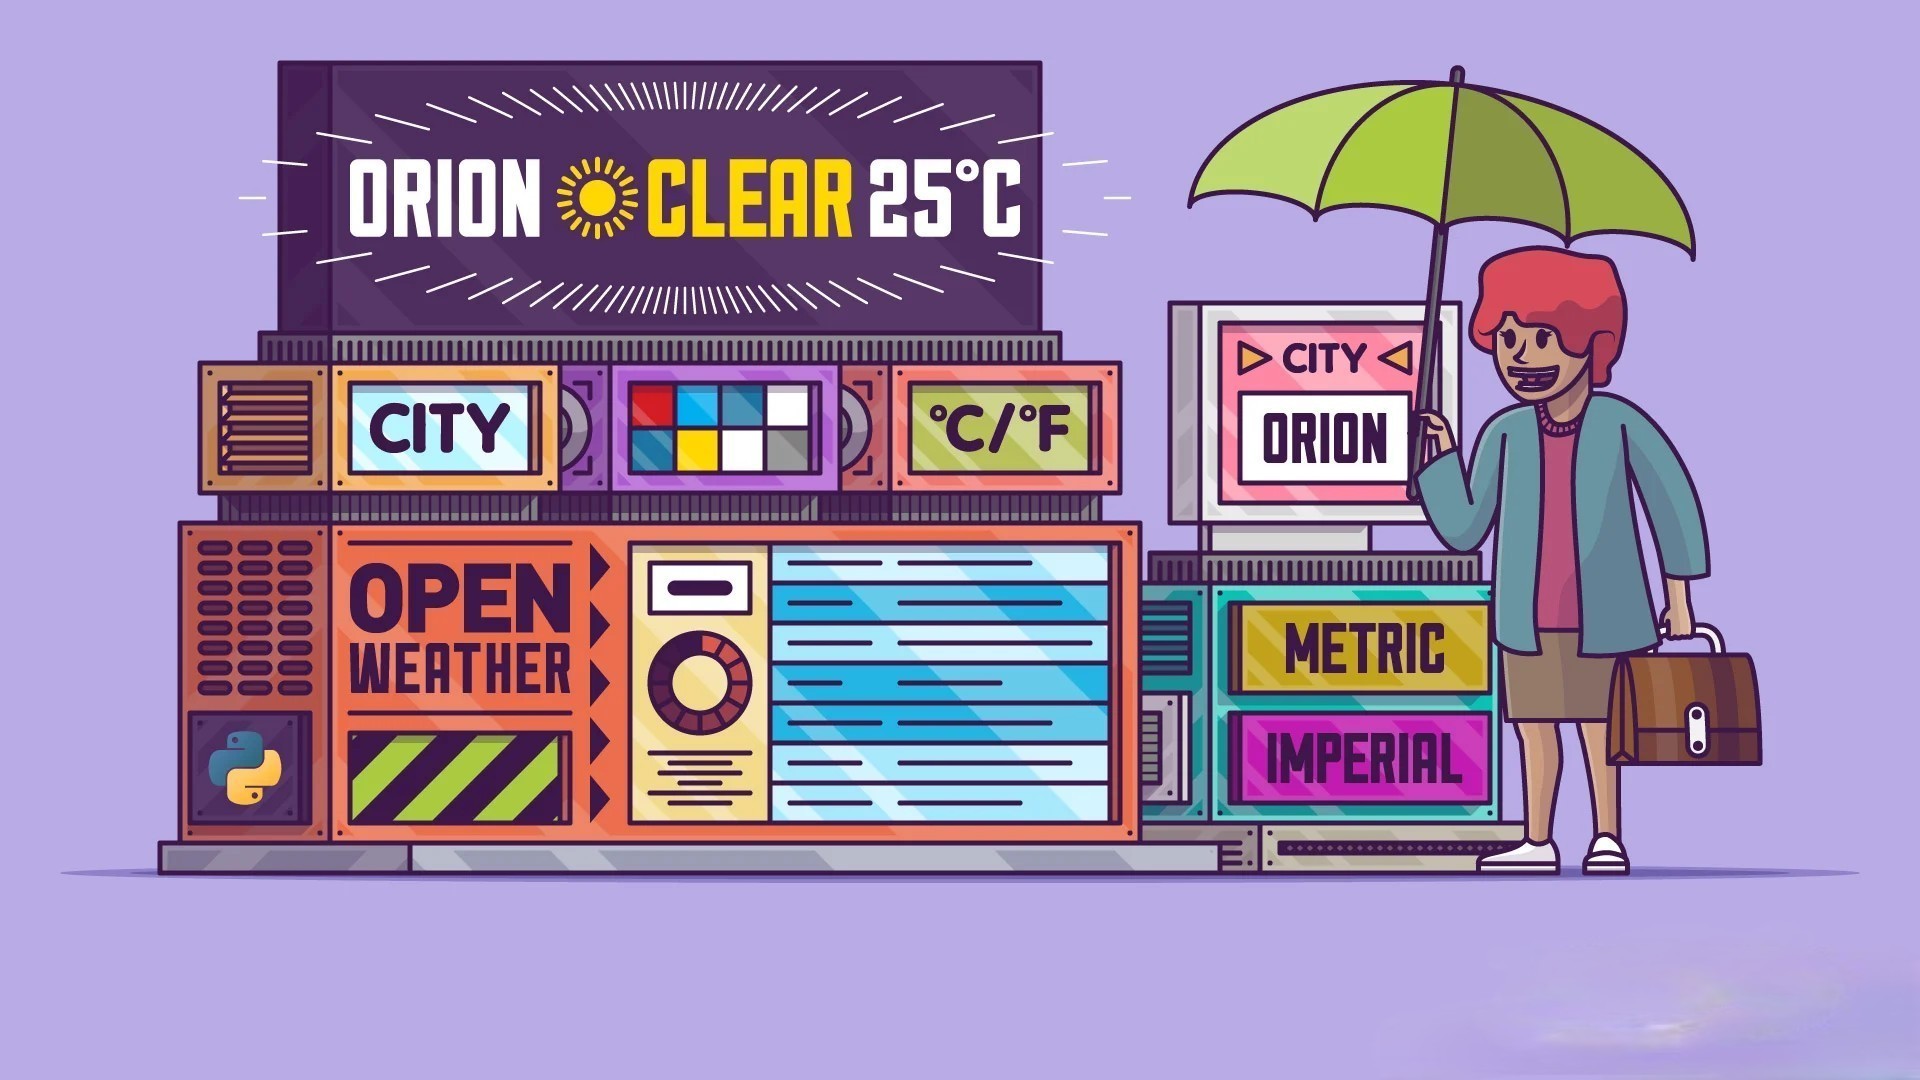 ORION CLEAR 25°C
CITY
°C/°F
OPEN
WEATHER
CITY
ORION
METRIC
IMPERIAL